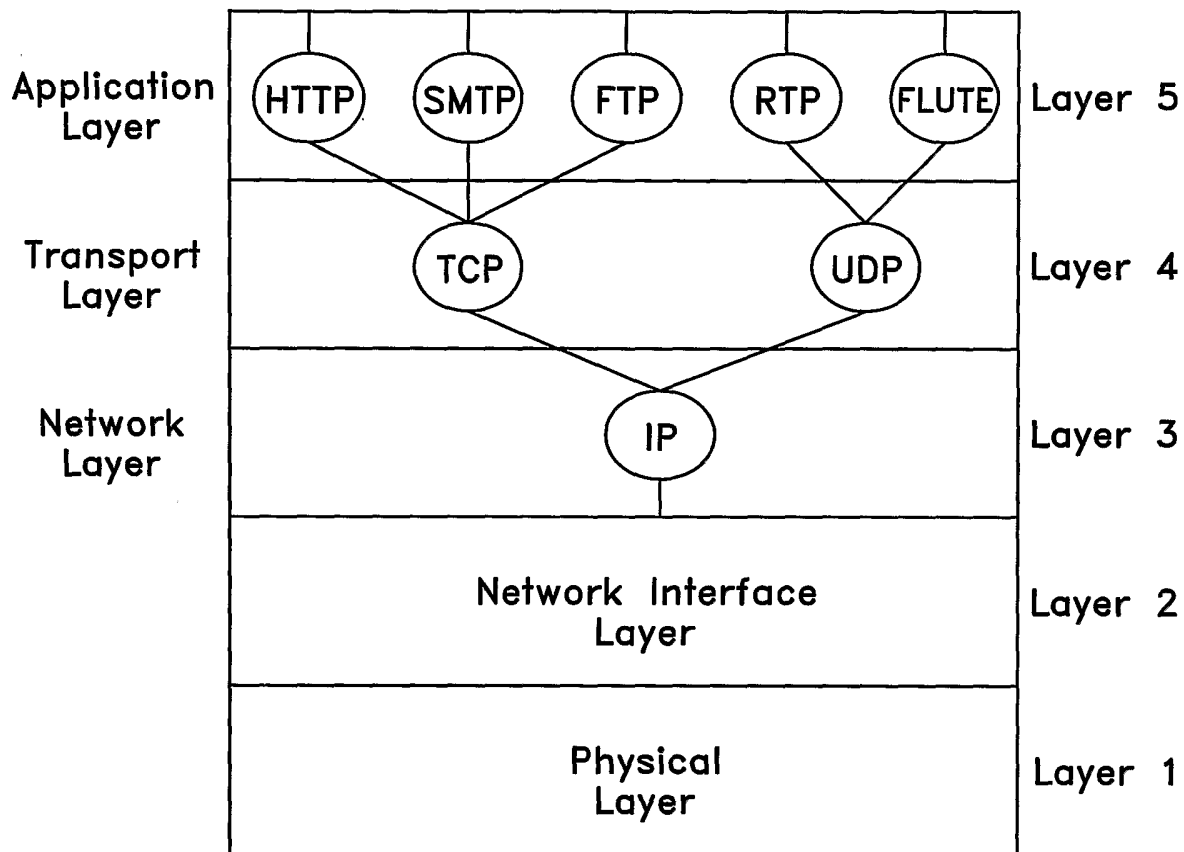 Application
Layer
HTTP
SMTP
FTP
RTP
FLUTE
Layer 5
Transport
Layer
TCP
UDP
Layer 4
Network
Layer
IP
Layer 3
Network Interface
Layer
Layer 2
Physical
Layer
Layer 1